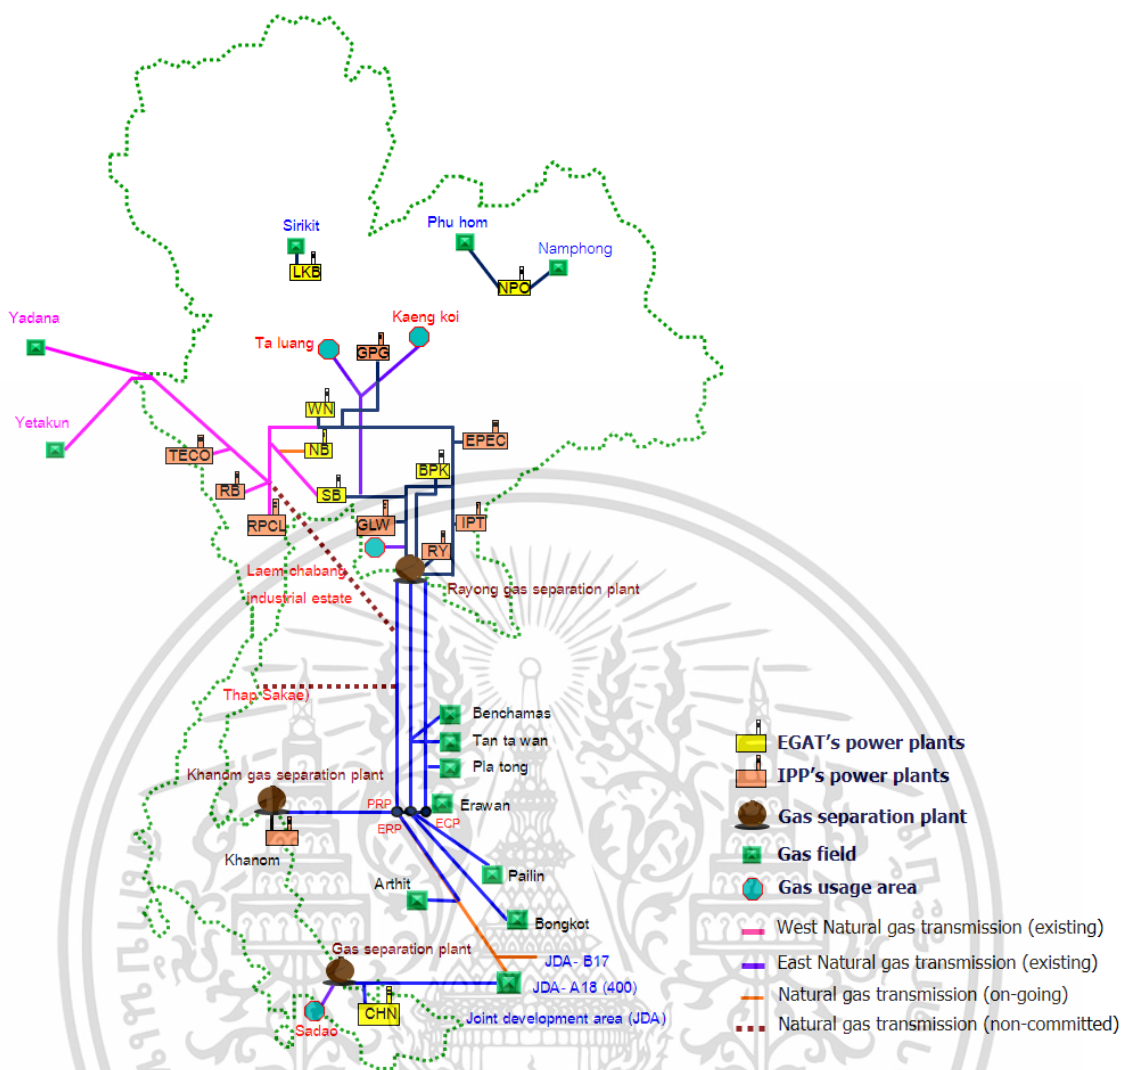 Sirikit
LKB
Phu hom
Namphong
NPO
Yadana
Yetakun
Ta luang
Kaeng koi
GPG
WN
NB
EPEC
TECO
BPK
RB
SB
RPCL
GLW
IPT
RY
Laem chabang
industrial estate
Rayong gas separation plant
Thap Sakae)
Benchamas
Tan ta wan
Pla tong
Khanom gas separation plant
PRP
Erawan
ERP
ECP
Khanom
Pailin
Arthit
Bongkot
Gas separation plant
JDA- B17
JDA- A18 (400)
CHN
Joint development area (JDA)
Sadao
EGAT's power plants
IPP's power plants
Gas separation plant
Gas field
Gas usage area
West Natural gas transmission (existing)
East Natural gas transmission (existing)
Natural gas transmission (on-going)
Natural gas transmission (non-committed)